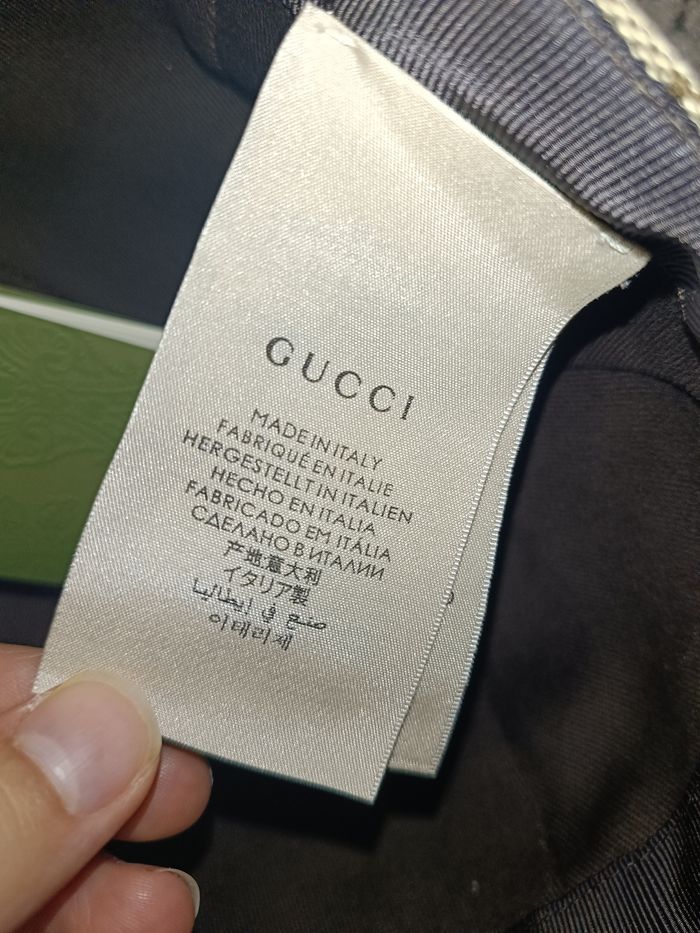 GUCCI
MADE IN ITALY
FABRIQUÉ EN ITALIE
HERGESTELLT IN ITALIEN
HECHO EN ITALIA
FABRICADO EM ITÁLIA
СДЕЛАНО В ИТАЛИИ
产地意大利
イタリア製
صنع في إيطاليا
이태리제